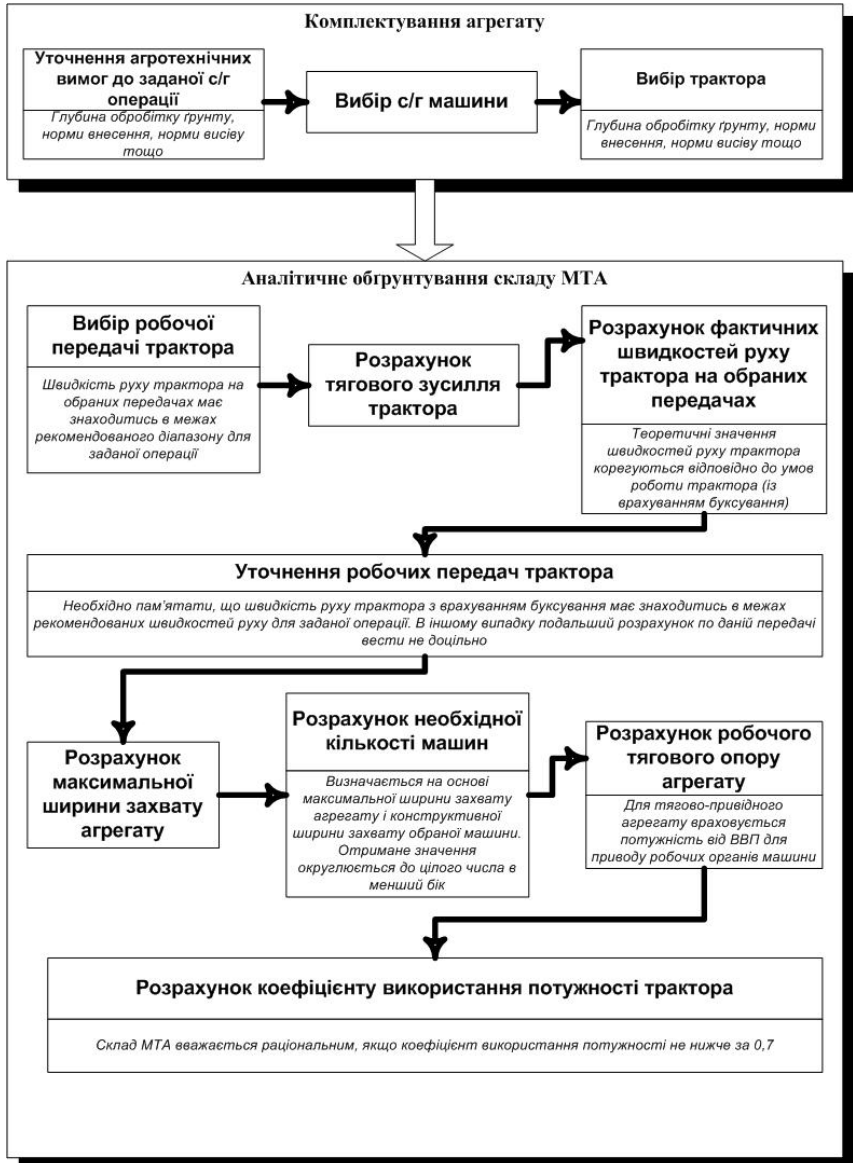 Комплектування агрегату
Уточнення агротехнічних
вимог до заданої с/г
операції
Глубина обробітку ґрунту,
норми внесення, норми висіву
тощо
Вибір с/г машини
Вибір трактора
Глубина обробітку ґрунту, норми
внесення, норми висіву тощо
Аналітичне обґрунтування складу МТА
Вибір робочої
передачі трактора
Швидкість руху трактора на
обраних передачах має
знаходитись в межах
рекомендованого діапазону для
заданої операції
Розрахунок
тягового зусилля
трактора
Розрахунок фактичних
швидкостей руху
трактора на обраних
передачах
Теоретичні значення
швидкостей руху трактора
корегуються відповідно до умов
роботи трактора (із
врахуванням буксування)
Уточнення робочих передач трактора
Необхідно пам’ятати, що швидкість руху трактора з врахуванням буксування має знаходитись в межах
рекомендованих швидкостей руху для заданої операції. В іншому випадку подальший розрахунок по даній передачі
вести не доцільно
Розрахунок
максимальної
ширини захвату
агрегату
Розрахунок необхідної
кількості машин
Визначається на основі
максимальної ширини захвату
агрегату і конструктивної
ширини захвату обраної машини.
Отримане значення
округлюється до цілого числа в
менший бік
Розрахунок робочого
тягового опору
агрегату
Для тягово-привідного
агрегату враховується
потужність від ВВП для
приводу робочих органів машини
Розрахунок коефіцієнту використання потужності трактора
Склад МТА вважається раціональним, якщо коефіцієнт використання потужності не нижче за 0,7